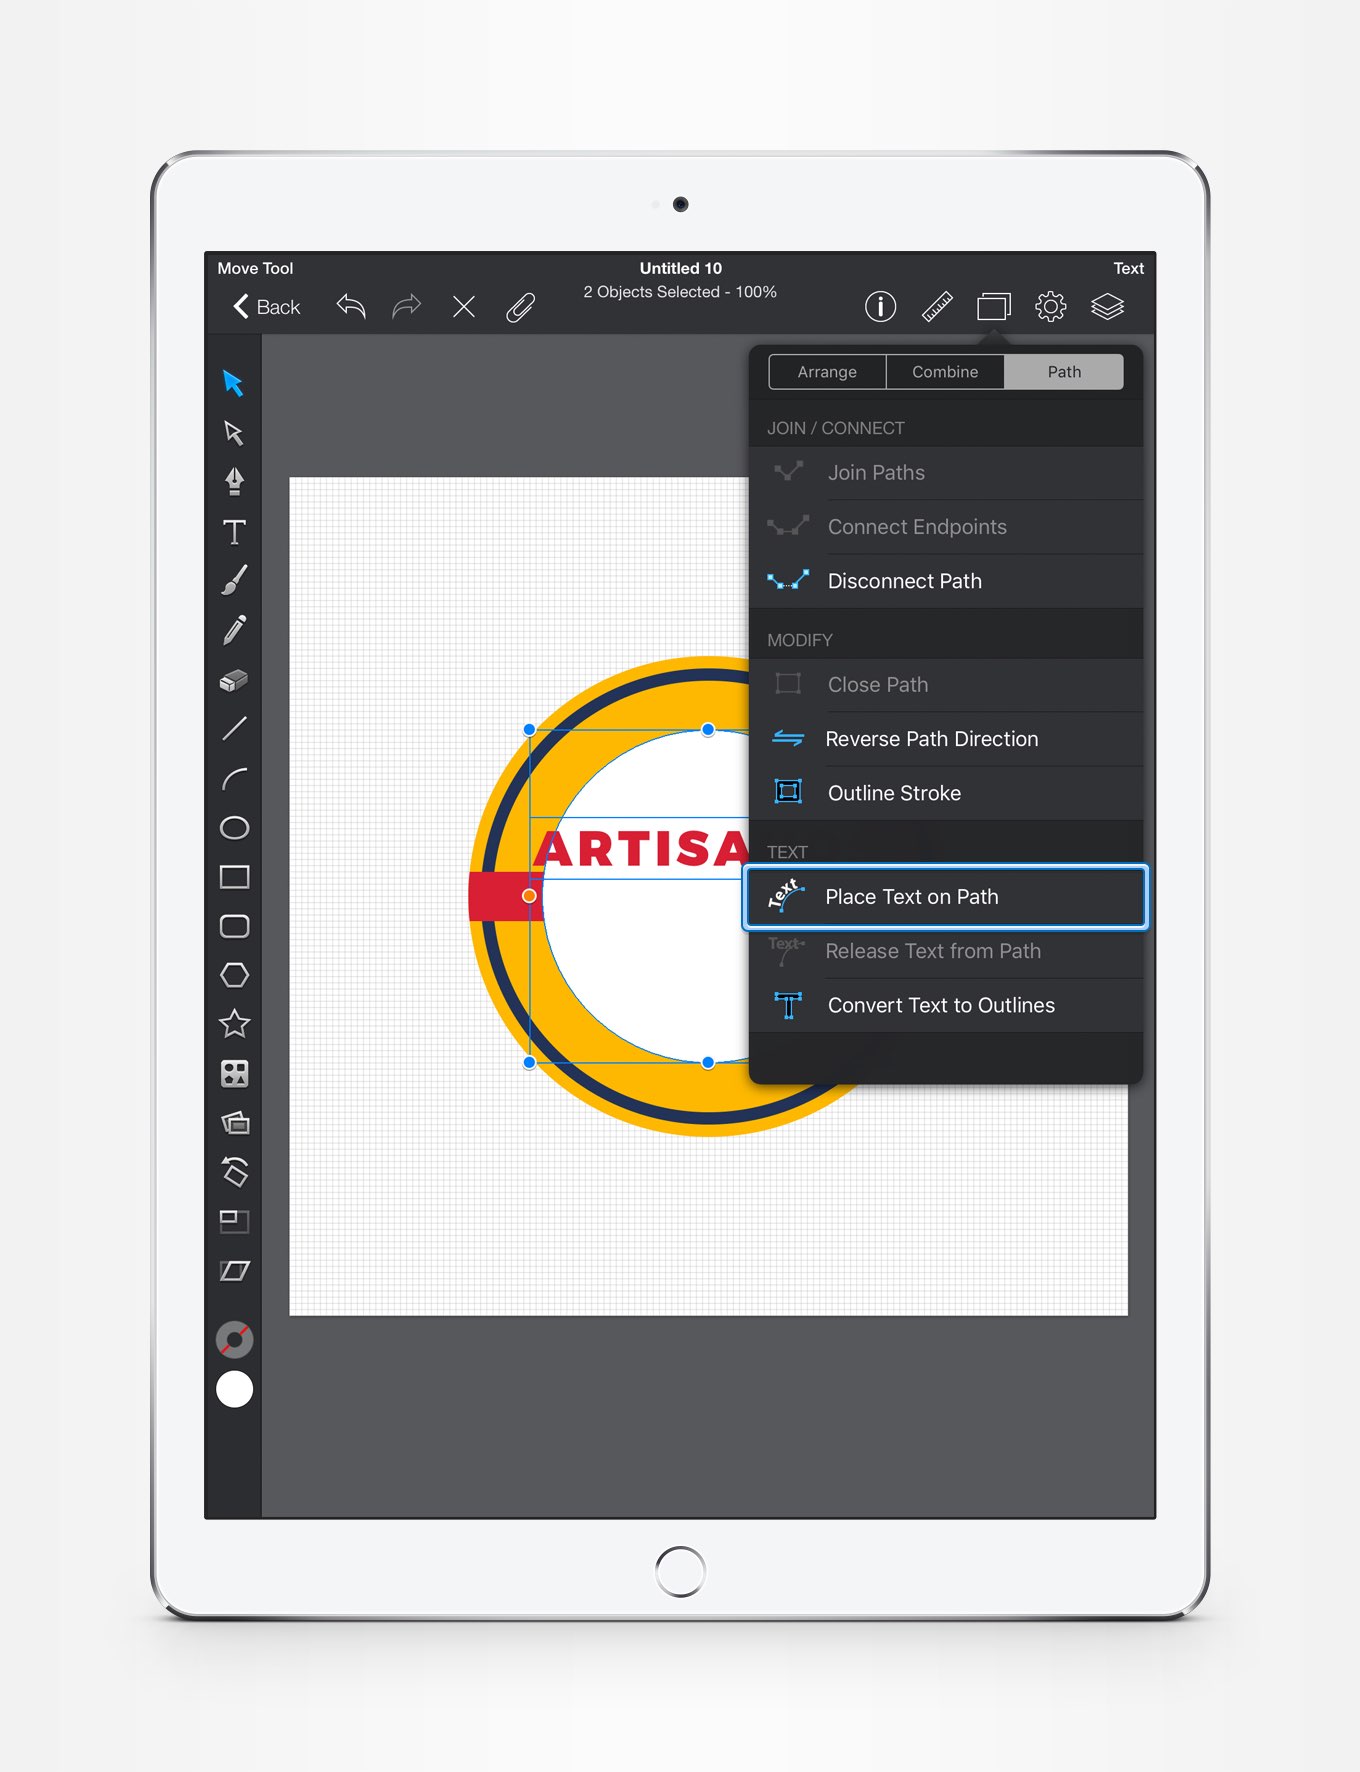 Move Tool
Untitled 10
Text
Back
2 Objects Selected - 100%
Arrange
Combine
Path
JOIN / CONNECT
Join Paths
Connect Endpoints
Disconnect Path
MODIFY
Close Path
Reverse Path Direction
Outline Stroke
ARTISA
TEXT
Text
Place Text on Path
Text
Release Text from Path
Convert Text to Outlines